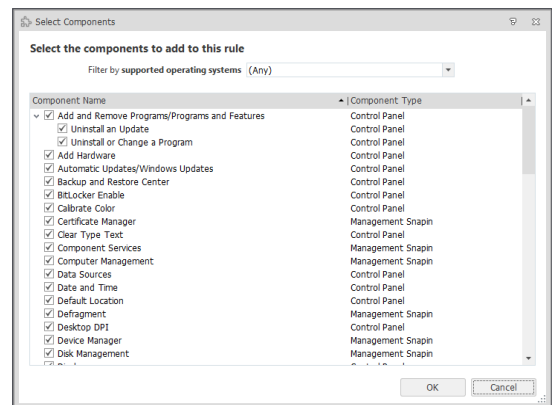 Select Components
Select the components to add to this rule
Filter by supported operating systems (Any)
Component Name Component Type
Add and Remove Programs/Programs and Features Control Panel
Uninstall an Update Control Panel
Uninstall or Change a Program Control Panel
Add Hardware Control Panel
Automatic Updates/Windows Updates Control Panel
Backup and Restore Center Control Panel
BitLocker Enable Control Panel
Calibrate Color Control Panel
Certificate Manager Management Snapin
Clear Type Text Control Panel
Component Services Management Snapin
Computer Management Management Snapin
Data Sources Control Panel
Date and Time Control Panel
Default Location Control Panel
Defragment Management Snapin
Desktop DPI Control Panel
Device Manager Management Snapin
Disk Management Management Snapin
OK Cancel